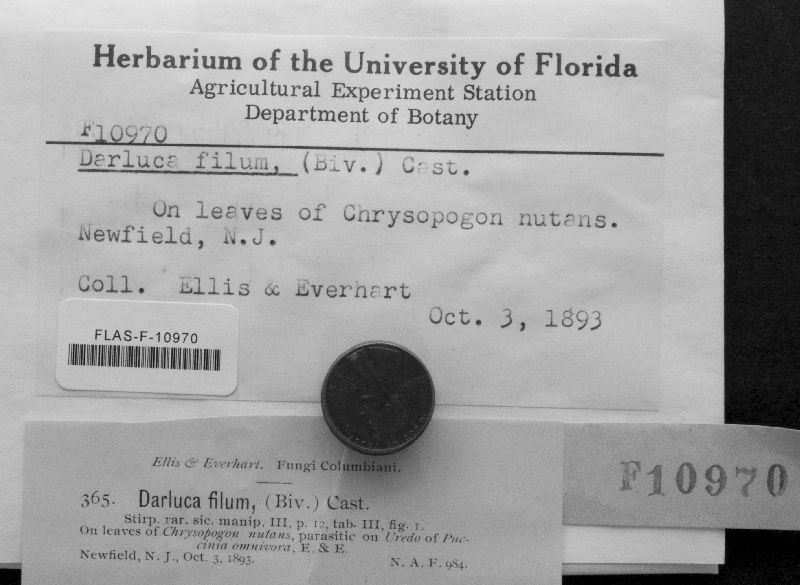 Herbarium of the University of Florida
Agricultural Experiment Station
Department of Botany
F10970
Darluca filum, (Biv.) Cast.
On leaves of Chrysopogon nutans.
Newfield, N.J.
Coll. Ellis & Everhart
Oct. 3, 1893
FLAS-F-10970
Ellis & Everhart. Fungi Columbiani.
365. Darluca filum, (Biv.) Cast.
Stirp. rar. sic. manip. III, p. 12, tab. III, fig. 1.
On leaves of Chrysopogon nutans, parasitic on Uredo of Puc-
cinia omnivora, E. & E.
Newfield, N. J., Oct. 3, 1893.
N. A. F. 984.
F10970